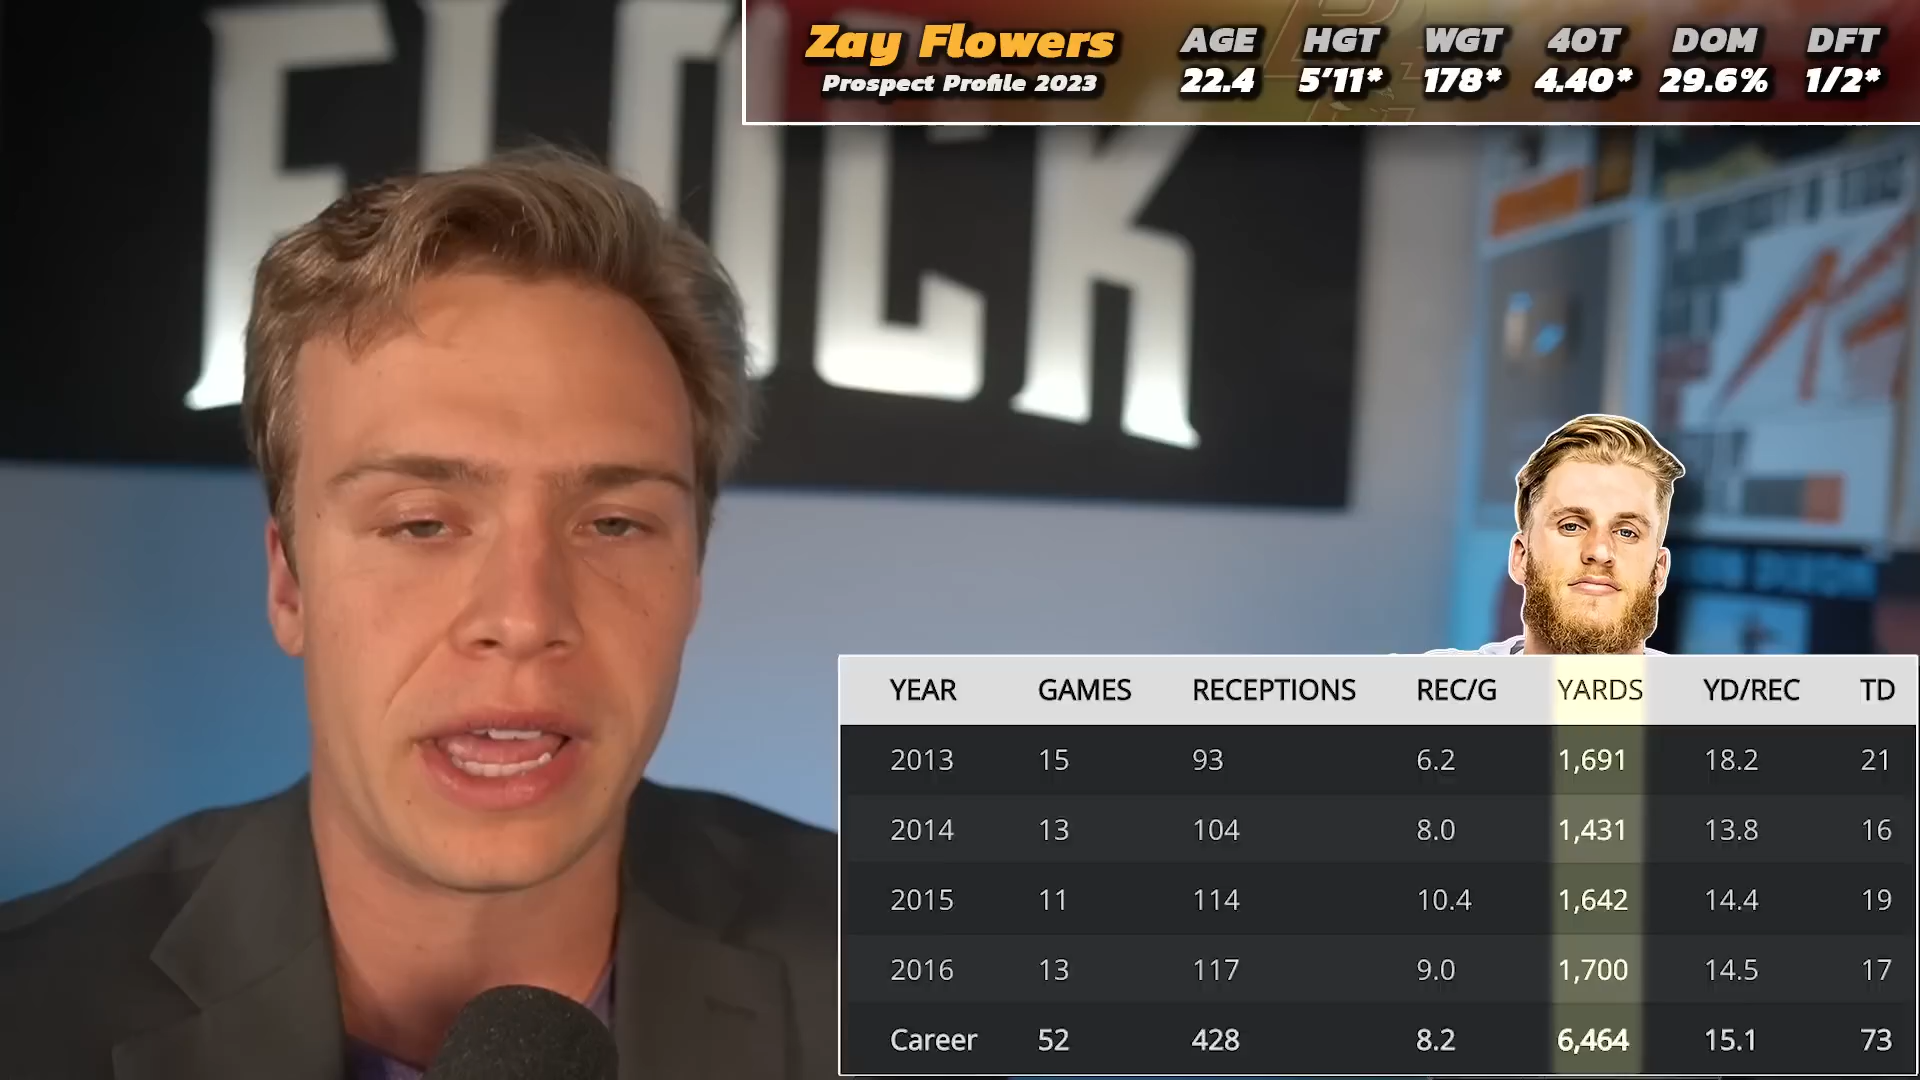 Zay Flowers
Prospect Profile 2023
AGE HGT WGT 40T DOM DFT
22.4 5'11* 178* 4.40* 29.6% 1/2*
FLOCK
YEAR GAMES RECEPTIONS REC/G YARDS YD/REC TD
2013 15 93 6.2 1,691 18.2 21
2014 13 104 8.0 1,431 13.8 16
2015 11 114 10.4 1,642 14.4 19
2016 13 117 9.0 1,700 14.5 17
Career 52 428 8.2 6,464 15.1 73